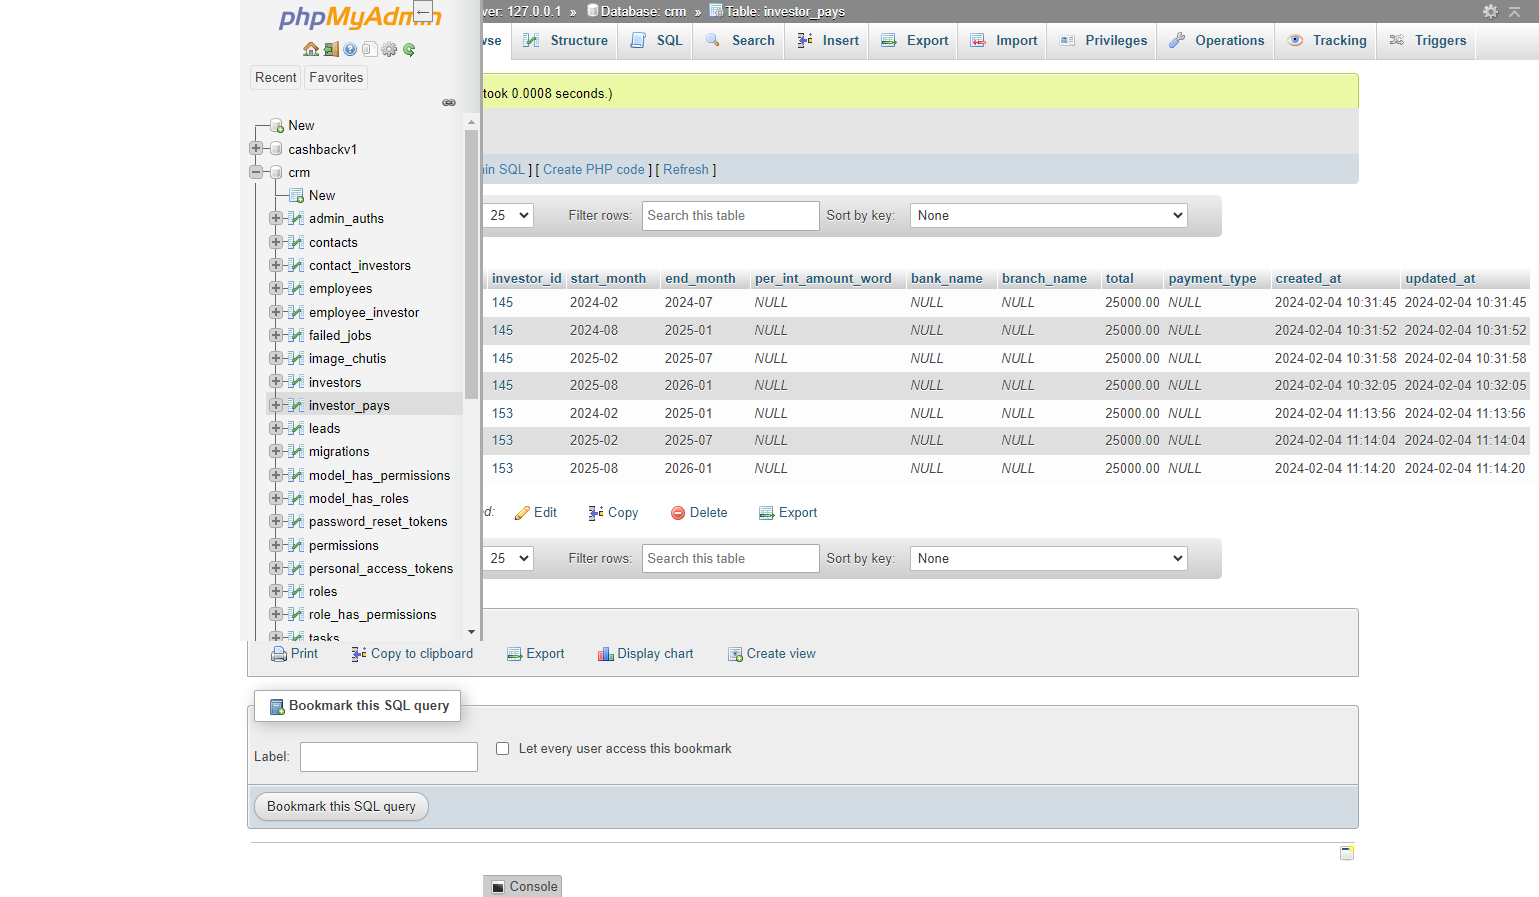 phpMyAdmin
ver: 127.0.0.1 » Database: crm » Table: investor_pays
wse Structure SQL Search Insert Export Import Privileges Operations Tracking Triggers
Recent Favorites
took 0.0008 seconds.)
in SQL ] [ Create PHP code ] [ Refresh ]
25 Filter rows: Search this table Sort by key: None
New
cashbackv1
crm
New
admin_auths
contacts
contact_investors
employees
employee_investor
failed_jobs
image_chutis
investors
investor_pays
leads
migrations
model_has_permissions
model_has_roles
password_reset_tokens
permissions
personal_access_tokens
roles
role_has_permissions
tasks
investor_id start_month end_month per_int_amount_word bank_name branch_name total payment_type created_at updated_at
145 2024-02 2024-07 NULL NULL NULL 25000.00 NULL 2024-02-04 10:31:45 2024-02-04 10:31:45
145 2024-08 2025-01 NULL NULL NULL 25000.00 NULL 2024-02-04 10:31:52 2024-02-04 10:31:52
145 2025-02 2025-07 NULL NULL NULL 25000.00 NULL 2024-02-04 10:31:58 2024-02-04 10:31:58
145 2025-08 2026-01 NULL NULL NULL 25000.00 NULL 2024-02-04 10:32:05 2024-02-04 10:32:05
153 2024-02 2025-01 NULL NULL NULL 25000.00 NULL 2024-02-04 11:13:56 2024-02-04 11:13:56
153 2025-02 2025-07 NULL NULL NULL 25000.00 NULL 2024-02-04 11:14:04 2024-02-04 11:14:04
153 2025-08 2026-01 NULL NULL NULL 25000.00 NULL 2024-02-04 11:14:20 2024-02-04 11:14:20
ed: Edit Copy Delete Export
25 Filter rows: Search this table Sort by key: None
Print Copy to clipboard Export Display chart Create view
Bookmark this SQL query
Label: Let every user access this bookmark
Bookmark this SQL query
Console